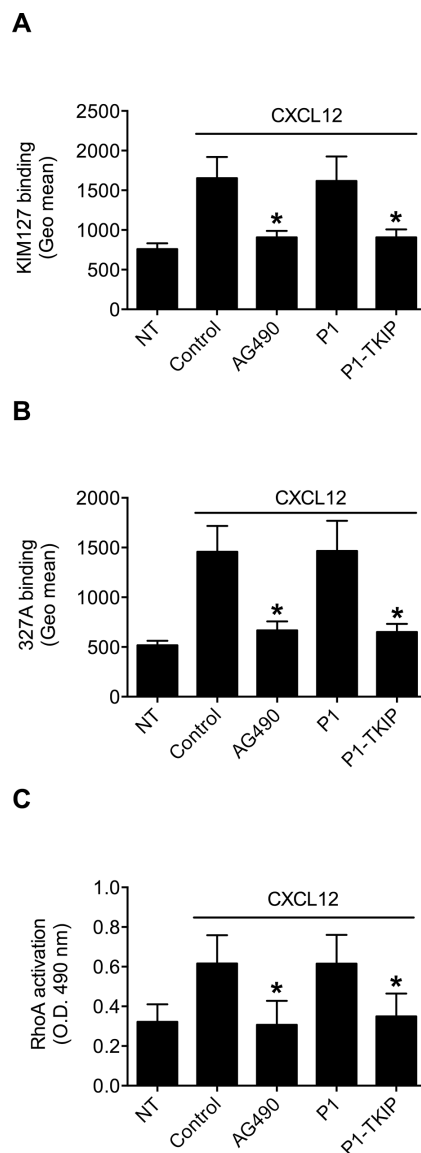 A
CXCL12
KIM127 binding
(Geo mean)
2500
2000
1500
1000
500
0
*
*
NT
Control
AG490
P1
P1-TKIP
B
CXCL12
327A binding
(Geo mean)
2000
1500
1000
500
0
*
*
NT
Control
AG490
P1
P1-TKIP
C
CXCL12
RhoA activation
(O.D. 490 nm)
1.0
0.8
0.6
0.4
0.2
0.0
*
*
NT
Control
AG490
P1
P1-TKIP